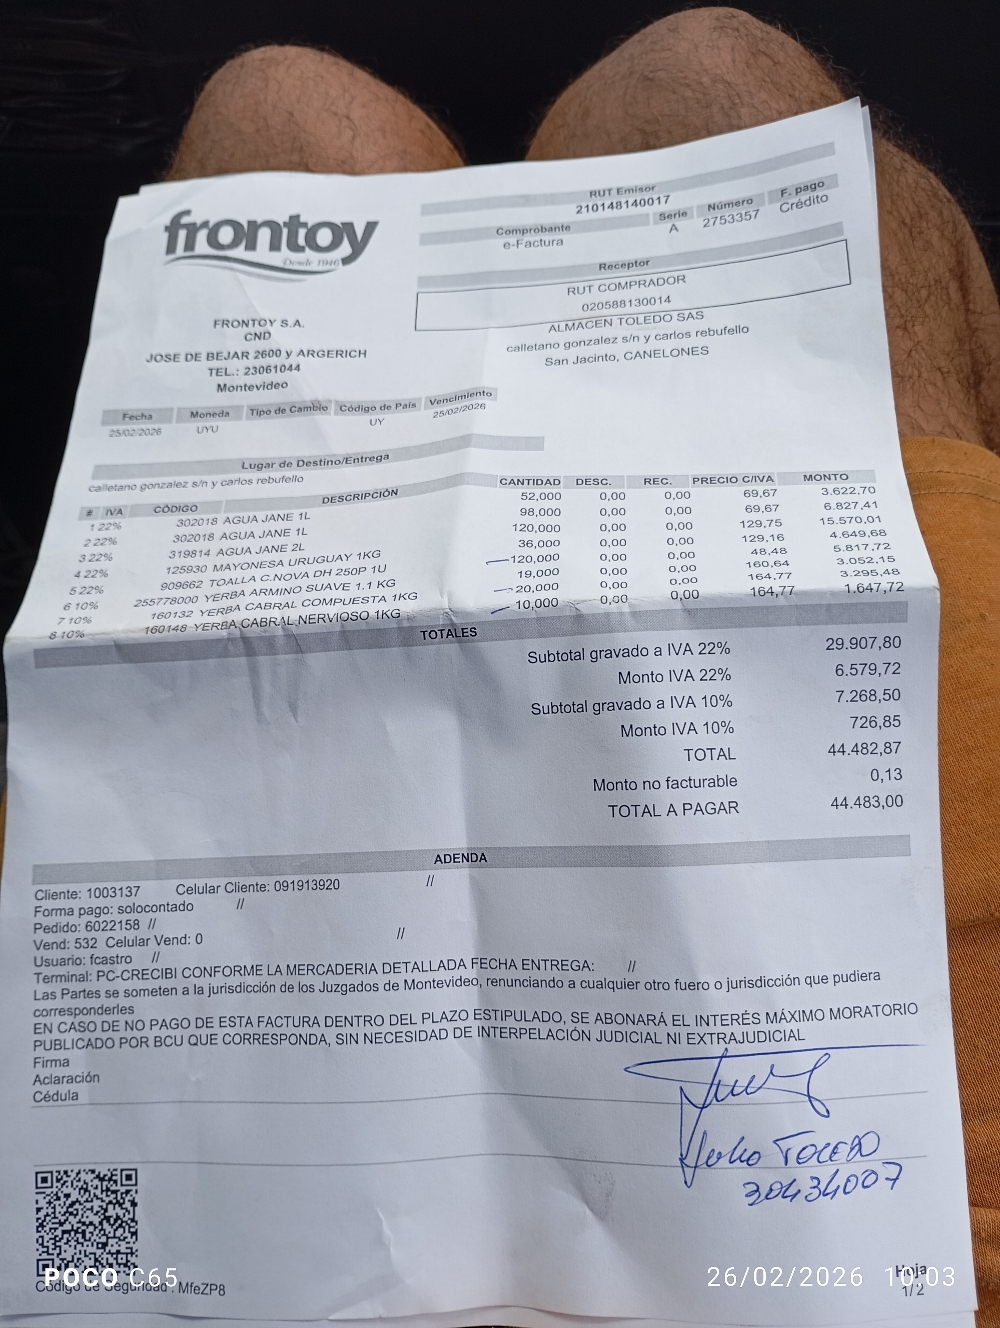 frontoy
Desde 1946
RUT Emisor
210148140017
Comprobante Serie Número F. pago
e-Factura A 2753357 Crédito
Receptor
RUT COMPRADOR
020588130014
ALMACEN TOLEDO SAS
calletano gonzalez s/n y carlos rebufello
San Jacinto, CANELONES
FRONTOY S.A.
CND
JOSE DE BEJAR 2600 y ARGERICH
TEL.: 23061044
Montevideo
Fecha Moneda Tipo de Cambio Código de País Vencimiento
25/02/2026 UYU UY 25/02/2026
Lugar de Destino/Entrega
calletano gonzalez s/n y carlos rebufello
# IVA CÓDIGO DESCRIPCIÓN CANTIDAD DESC. REC. PRECIO C/IVA MONTO
1 22% 302018 AGUA JANE 1L 52,000 0,00 0,00 69,67 3.622,70
2 22% 302018 AGUA JANE 1L 98,000 0,00 0,00 69,67 6.827,41
3 22% 319814 AGUA JANE 2L 120,000 0,00 0,00 129,75 15.570,01
4 22% 125930 MAYONESA URUGUAY 1KG 36,000 0,00 0,00 129,16 4.649,68
5 22% 909662 TOALLA C.NOVA DH 250P 1U 120,000 0,00 0,00 48,48 5.817,72
6 10% 255778000 YERBA ARMINO SUAVE 1.1 KG 19,000 0,00 0,00 160,64 3.052,15
7 10% 160132 YERBA CABRAL COMPUESTA 1KG 20,000 0,00 0,00 164,77 3.295,48
8 10% 160148 YERBA CABRAL NERVIOSO 1KG 10,000 0,00 0,00 164,77 1.647,72
TOTALES
Subtotal gravado a IVA 22% 29.907,80
Monto IVA 22% 6.579,72
Subtotal gravado a IVA 10% 7.268,50
Monto IVA 10% 726,85
TOTAL 44.482,87
Monto no facturable 0,13
TOTAL A PAGAR 44.483,00
ADENDA
Cliente: 1003137 Celular Cliente: 091913920 //
Forma pago: solocontado //
Pedido: 6022158 //
Vend: 532 Celular Vend: 0 //
Usuario: fcastro //
Terminal: PC-CRECIBI CONFORME LA MERCADERIA DETALLADA FECHA ENTREGA: //
Las Partes se someten a la jurisdicción de los Juzgados de Montevideo, renunciando a cualquier otro fuero o jurisdicción que pudiera
corresponderles
EN CASO DE NO PAGO DE ESTA FACTURA DENTRO DEL PLAZO ESTIPULADO, SE ABONARÁ EL INTERÉS MÁXIMO MORATORIO
PUBLICADO POR BCU QUE CORRESPONDA, SIN NECESIDAD DE INTERPELACIÓN JUDICIAL NI EXTRAJUDICIAL
Firma
Aclaración
Cédula
TOLEDO
30434007
POCO C65
Código de Seguridad : MfeZP8
26/02/2026 10:03
Hoja
1/2